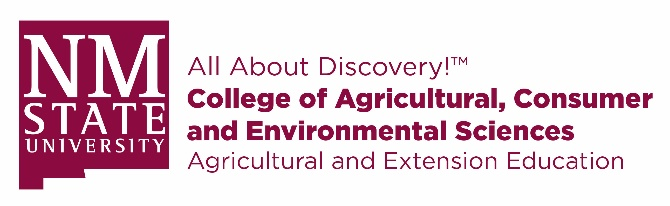 NM
STATE
UNIVERSITY
All About Discovery!™
College of Agricultural, Consumer
and Environmental Sciences
Agricultural and Extension Education